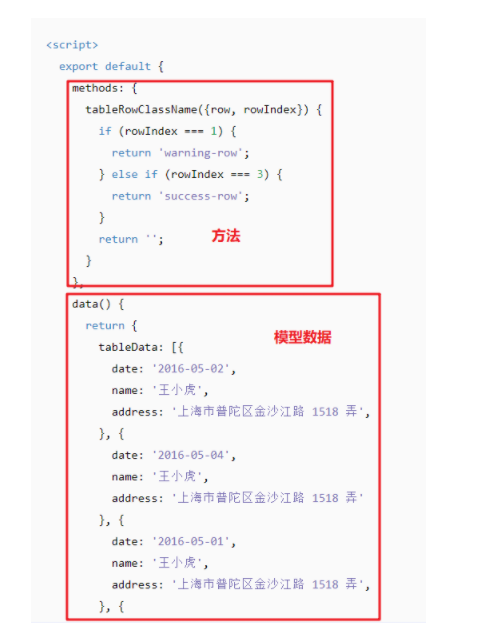 <script>
export default {
methods: {
tableRowClassName({row, rowIndex}) {
if (rowIndex === 1) {
return 'warning-row';
} else if (rowIndex === 3) {
return 'success-row';
}
return '';
方法
}
},
data() {
return {
模型数据
tableData: [{
date: '2016-05-02',
name: '王小虎',
address: '上海市普陀区金沙江路 1518 弄',
}, {
date: '2016-05-04',
name: '王小虎',
address: '上海市普陀区金沙江路 1518 弄'
}, {
date: '2016-05-01',
name: '王小虎',
address: '上海市普陀区金沙江路 1518 弄',
}, {